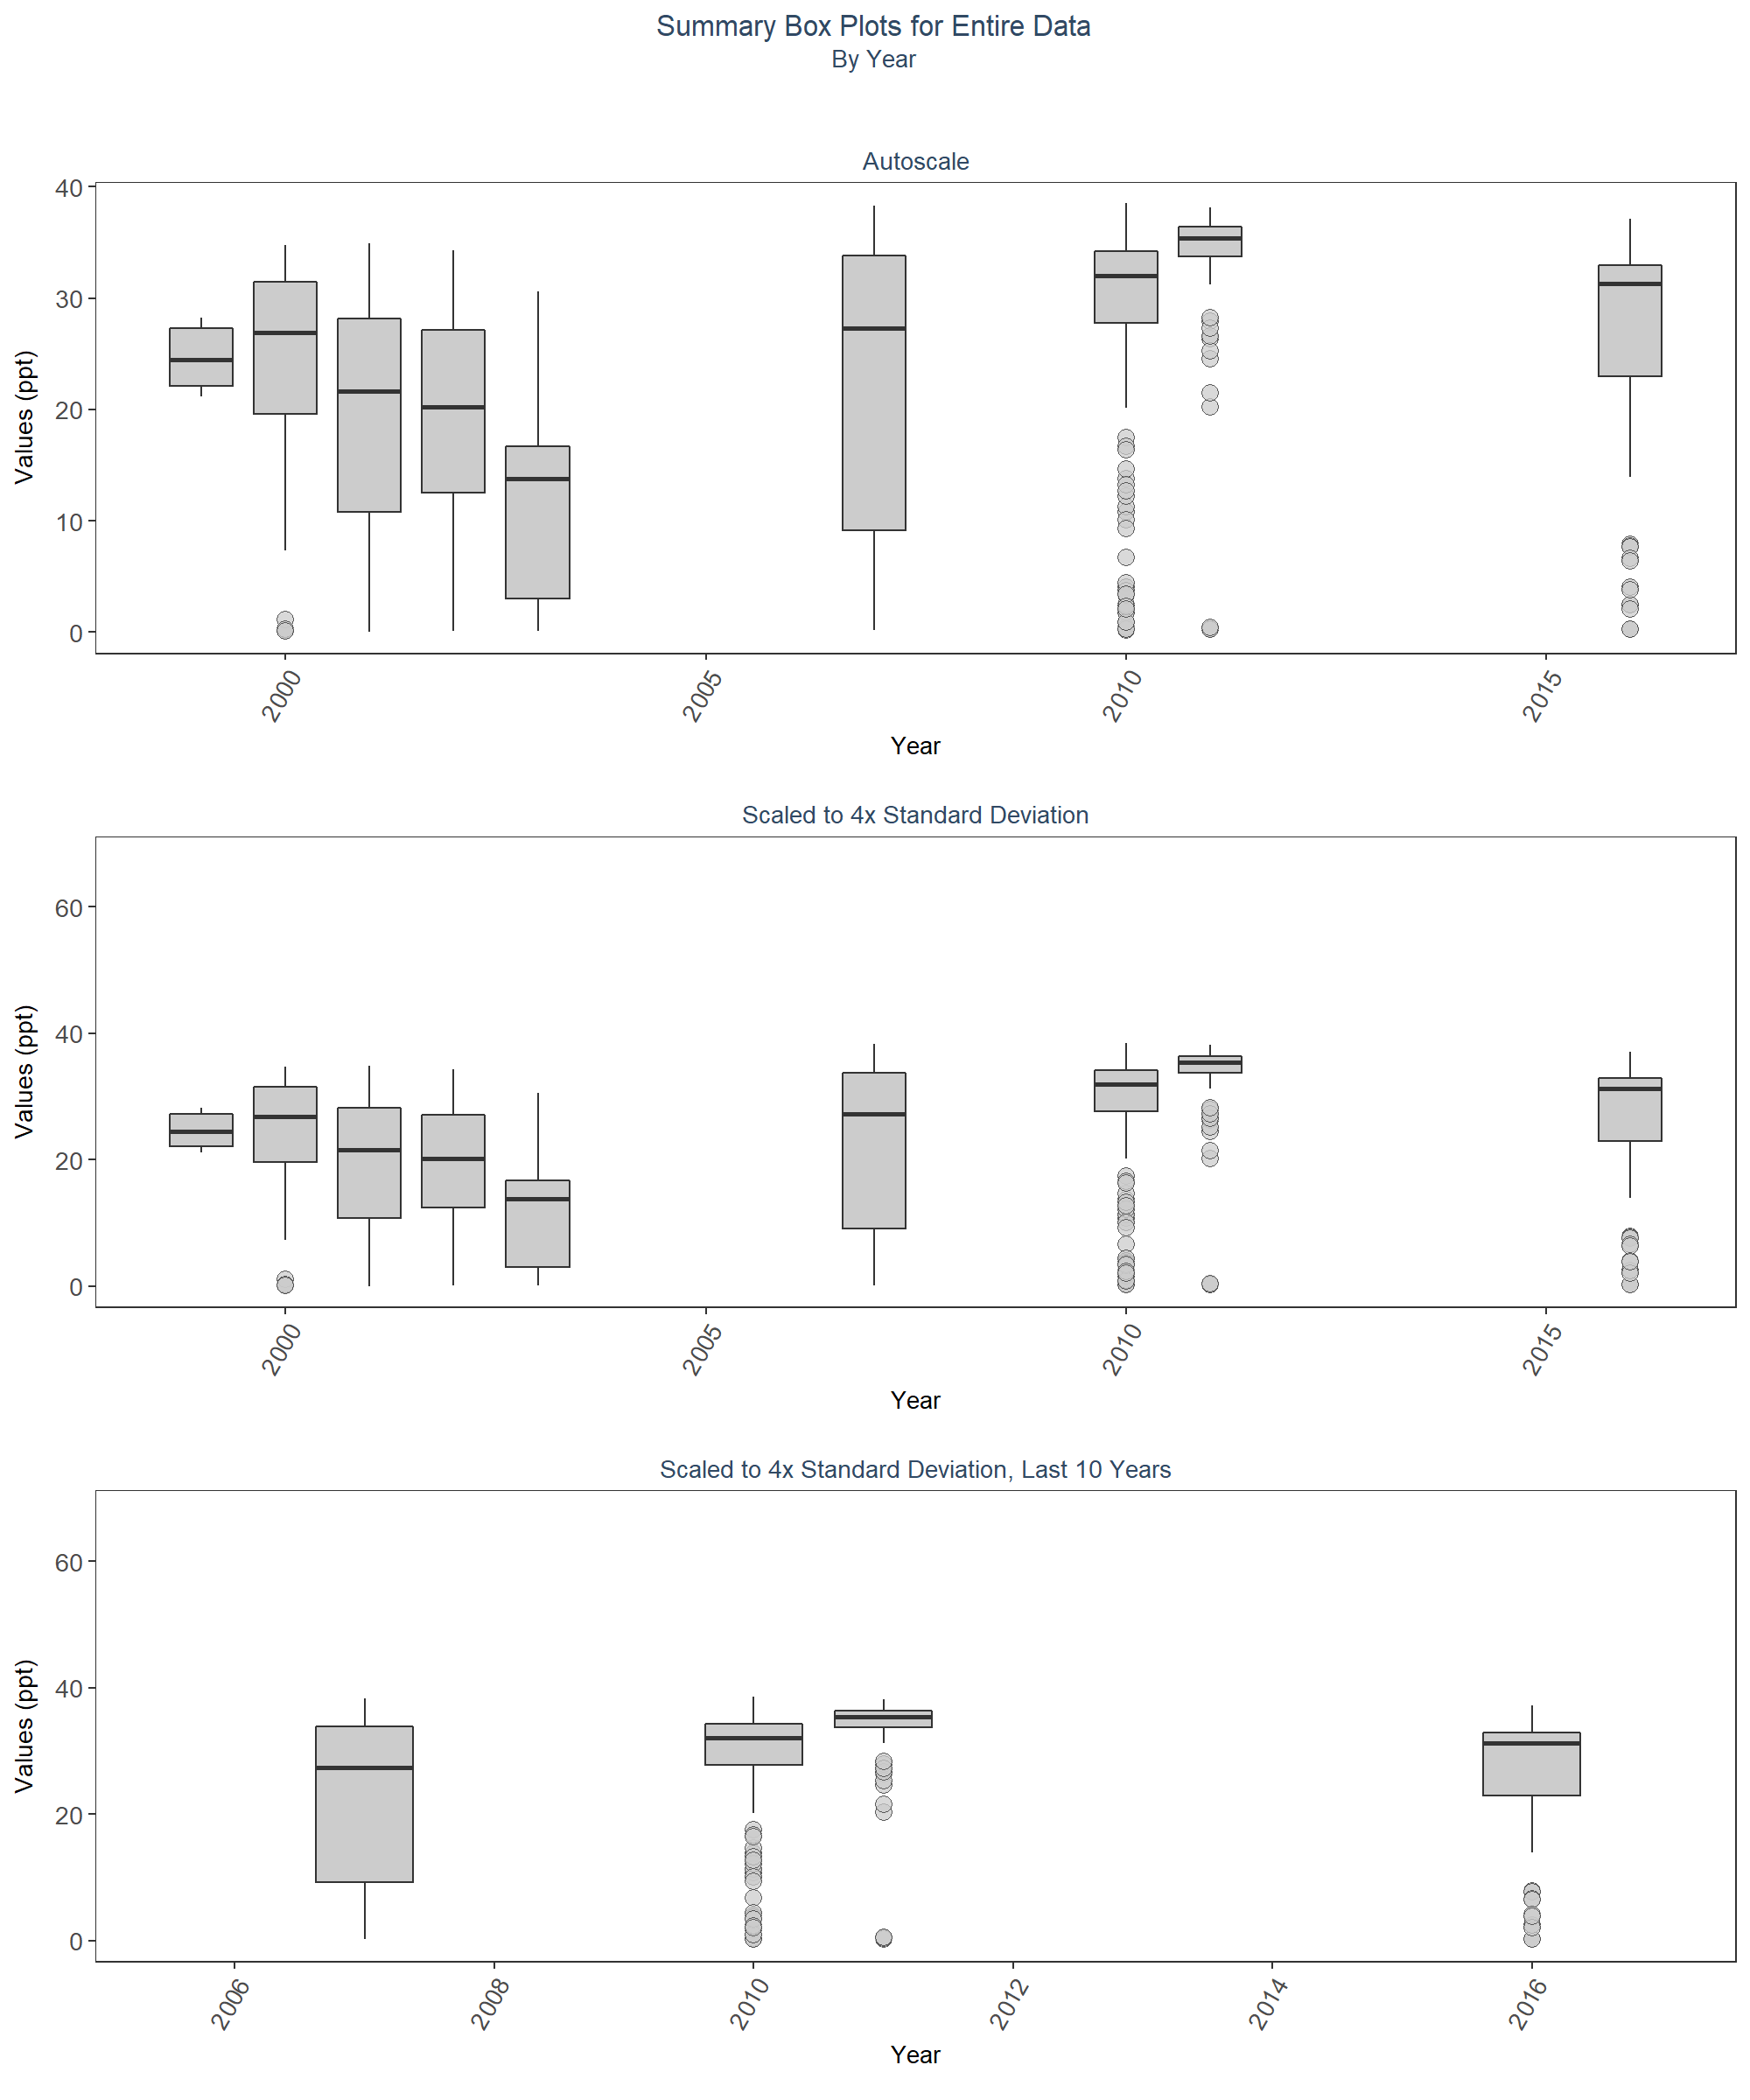 Summary Box Plots for Entire Data
By Year
Autoscale
Values (ppt)
40
30
20
10
0
2000
2005
2010
2015
Year
Scaled to 4x Standard Deviation
Values (ppt)
60
40
20
0
2000
2005
2010
2015
Year
Scaled to 4x Standard Deviation, Last 10 Years
Values (ppt)
60
40
20
0
2006
2008
2010
2012
2014
2016
Year